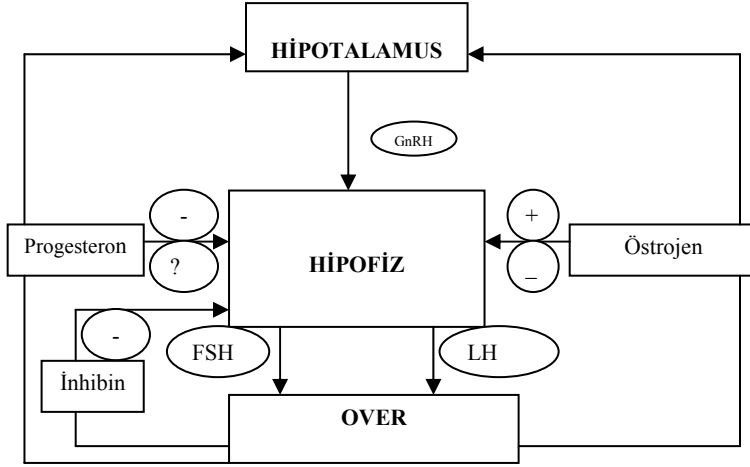 HİPOTALAMUS
GnRH
-
+
Progesteron
Östrojen
?
HİPOFİZ
_
-
FSH
LH
İnhibin
OVER